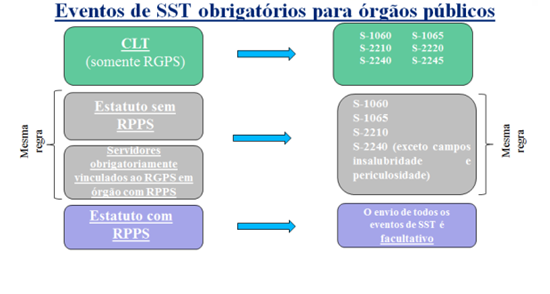 Eventos de SST obrigatórios para órgãos públicos
CLT
(somente RGPS)
S-1060 S-1065
S-2210 S-2220
S-2240 S-2245
Mesma
regra
Estatuto sem
RPPS
Servidores
obrigatoriamente
vinculados ao RGPS em
órgão com RPPS
S-1060
S-1065
S-2210
S-2240 (exceto campos
insalubridade e
periculosidade)
Mesma
regra
Estatuto com
RPPS
O envio de todos os
eventos de SST é
facultativo